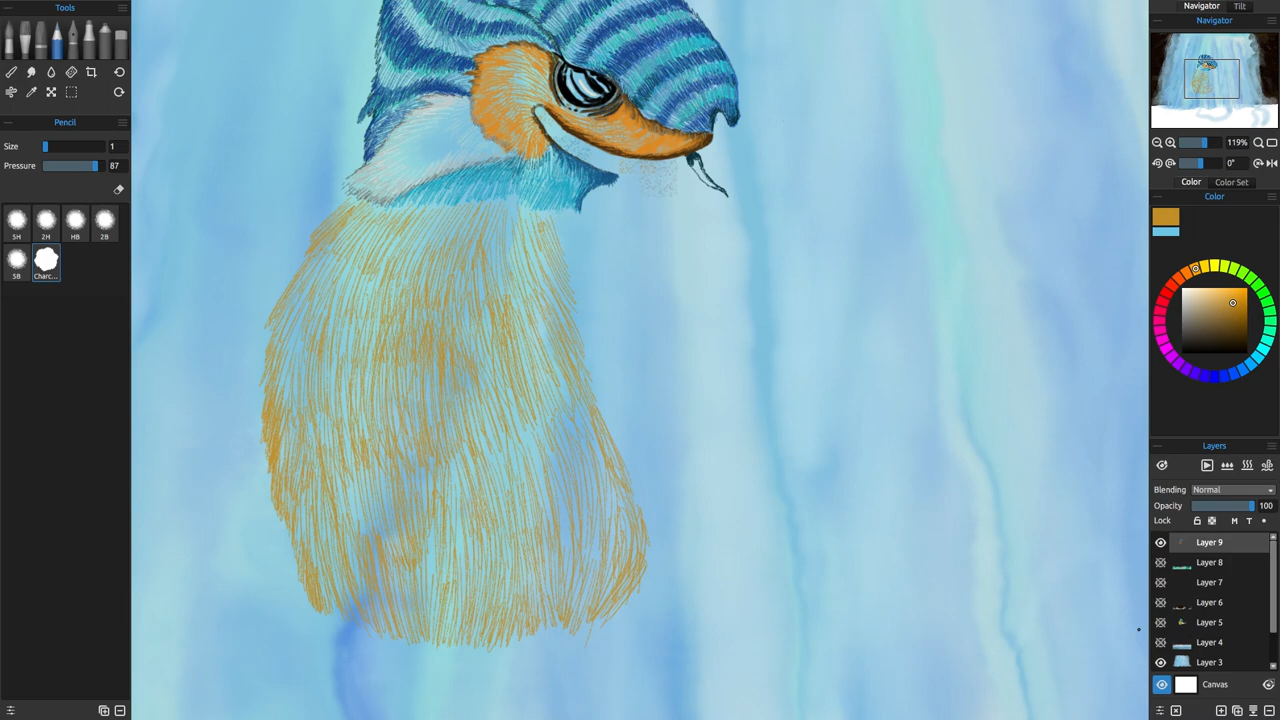 Tools
Navigator Tilt
Navigator
Pencil
Size 1
Pressure 87
5H 2H HB 2B
5B Charc...
119%
0°
Color Color Set
Color
Layers
Blending Normal
Opacity 100
Lock M T
Layer 9
Layer 8
Layer 7
Layer 6
Layer 5
Layer 4
Layer 3
Canvas